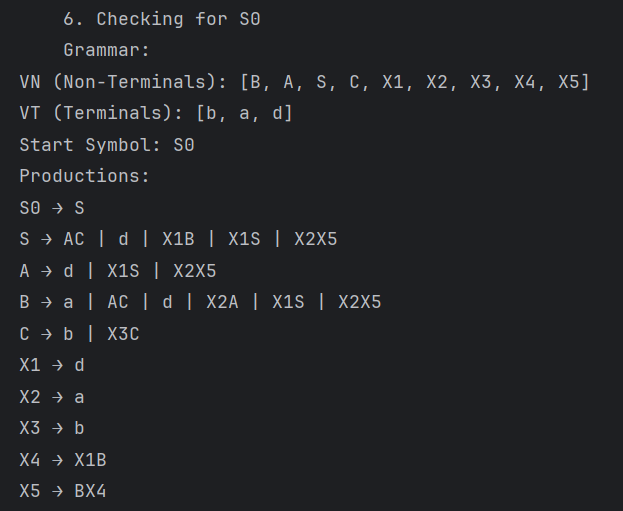 6. Checking for S0
Grammar:
VN (Non-Terminals): [B, A, S, C, X1, X2, X3, X4, X5]
VT (Terminals): [b, a, d]
Start Symbol: S0
Productions:
S0 → S
S → AC | d | X1B | X1S | X2X5
A → d | X1S | X2X5
B → a | AC | d | X2A | X1S | X2X5
C → b | X3C
X1 → d
X2 → a
X3 → b
X4 → X1B
X5 → BX4